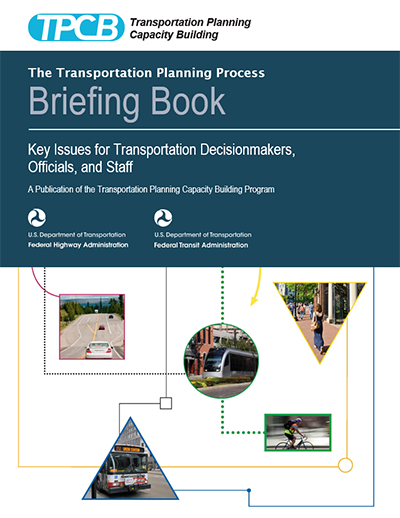 TPCB
Transportation Planning
Capacity Building
The Transportation Planning Process
Briefing Book
Key Issues for Transportation Decisionmakers,
Officials, and Staff
A Publication of the Transportation Planning Capacity Building Program
U.S. Department of Transportation
Federal Highway Administration
U.S. Department of Transportation
Federal Transit Administration